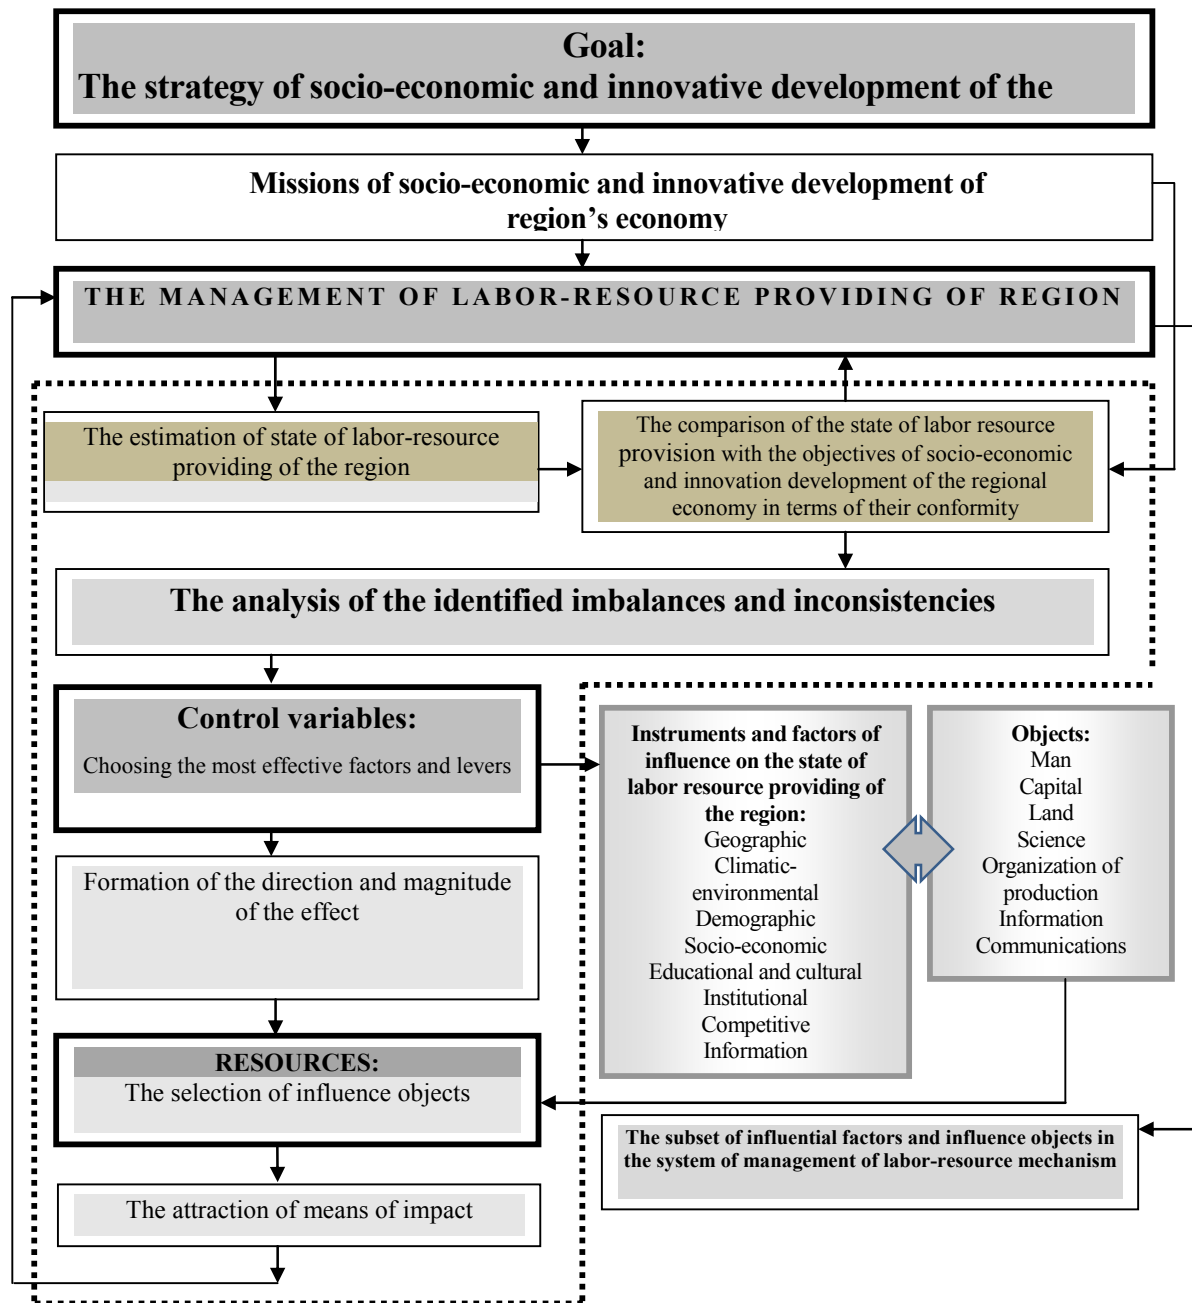 Goal:
The strategy of socio-economic and innovative development of the
Missions of socio-economic and innovative development of
region's economy
THE MANAGEMENT OF LABOR-RESOURCE PROVIDING OF REGION
The estimation of state of labor-resource
providing of the region
The comparison of the state of labor resource
provision with the objectives of socio-economic
and innovation development of the regional
economy in terms of their conformity
The analysis of the identified imbalances and inconsistencies
Control variables:
Choosing the most effective factors and levers
Instruments and factors of
influence on the state of
labor resource providing of
the region:
Geographic
Climatic-
environmental
Demographic
Socio-economic
Educational and cultural
Institutional
Competitive
Information
Objects:
Man
Capital
Land
Science
Organization of
production
Information
Communications
Formation of the direction and magnitude
of the effect
RESOURCES:
The selection of influence objects
The subset of influential factors and influence objects in
the system of management of labor-resource mechanism
The attraction of means of impact